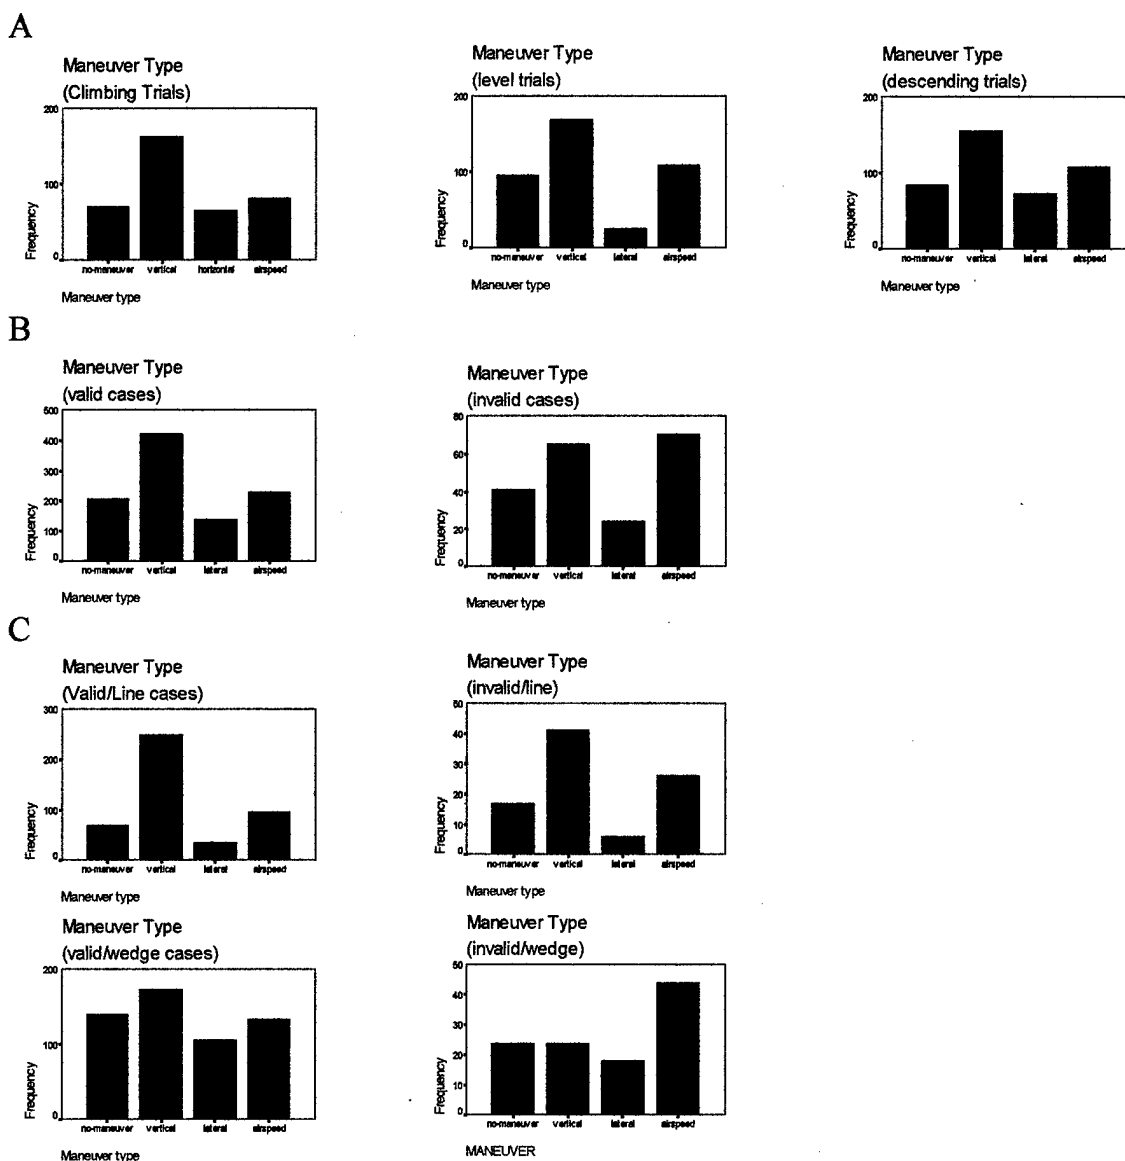 A
Maneuver Type
(Climbing Trials)
200
100
0
Frequency
no-maneuver vertical horizontal airspeed
Maneuver type
Maneuver Type
(level trials)
200
100
0
Frequency
no-maneuver vertical lateral airspeed
Maneuver type
Maneuver Type
(descending trials)
200
100
0
Frequency
no-maneuver vertical lateral airspeed
Maneuver type
B
Maneuver Type
(valid cases)
500
400
300
200
100
0
Frequency
no-maneuver vertical lateral airspeed
Maneuver type
Maneuver Type
(invalid cases)
80
60
40
20
0
Frequency
no-maneuver vertical lateral airspeed
Maneuver type
C
Maneuver Type
(Valid/Line cases)
300
200
100
0
Frequency
no-maneuver vertical lateral airspeed
Maneuver type
Maneuver Type
(invalid/line)
50
40
30
20
10
0
Frequency
no-maneuver vertical lateral airspeed
Maneuver type
Maneuver Type
(valid/wedge cases)
200
100
0
Frequency
no-maneuver vertical lateral airspeed
Maneuver type
Maneuver Type
(invalid/wedge)
50
40
30
20
10
0
Frequency
no-maneuver vertical lateral airspeed
MANEUVER